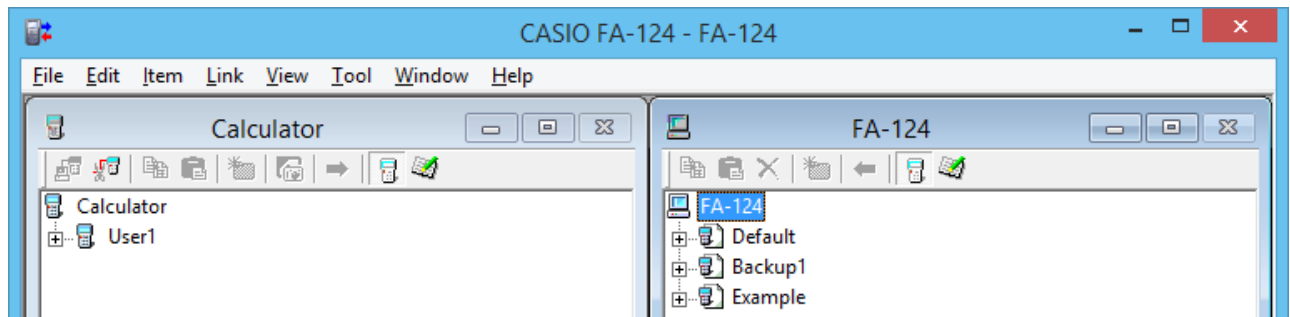 CASIO FA-124 - FA-124
File Edit Item Link View Tool Window Help
Calculator
Calculator
User1
FA-124
FA-124
Default
Backup1
Example